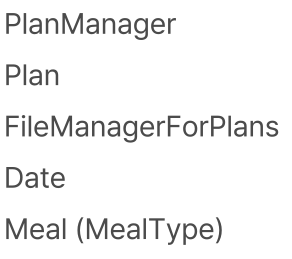 PlanManager
Plan
FileManagerForPlans
Date
Meal (MealType)